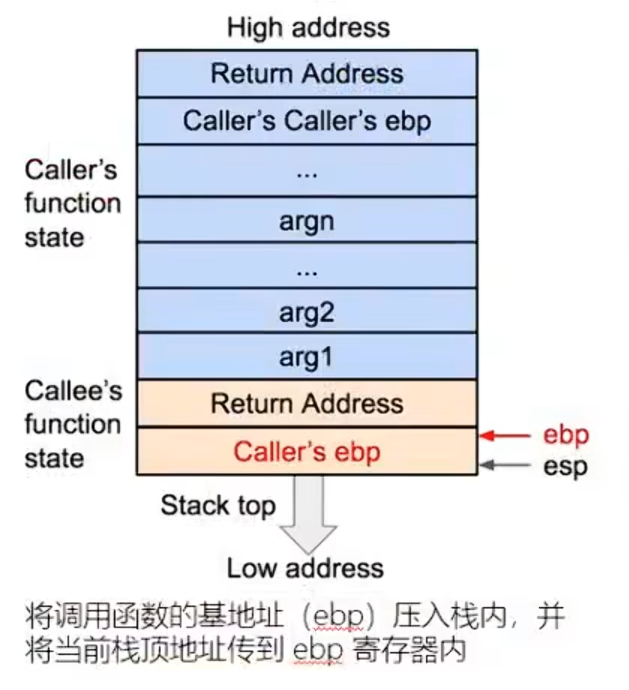 High address
Return Address
Caller's Caller's ebp
...
Caller's
function
state
argn
...
arg2
arg1
Callee's
function
state
Return Address
Caller's ebp
ebp
esp
Stack top
Low address
将调用函数的基地址（ebp）压入栈内，并
将当前栈顶地址传到 ebp 寄存器内